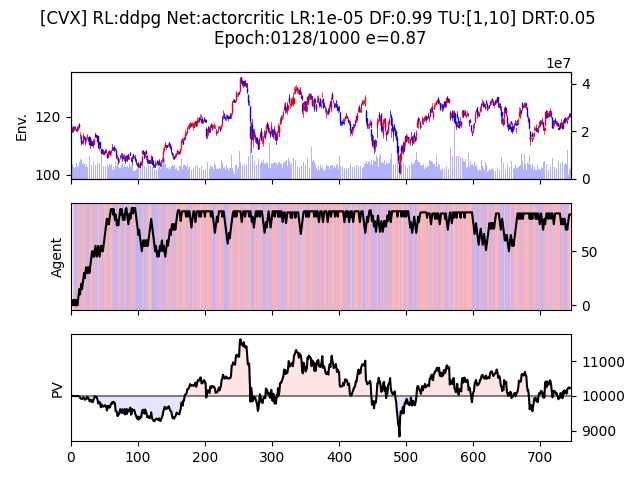 [CVX] RL:ddpg Net:actorcritic LR:1e-05 DF:0.99 TU:[1,10] DRT:0.05
Epoch:0128/1000 e=0.87
1e7
Env.
120
100
4
2
0
Agent
50
0
PV
11000
10000
9000
0 100 200 300 400 500 600 700